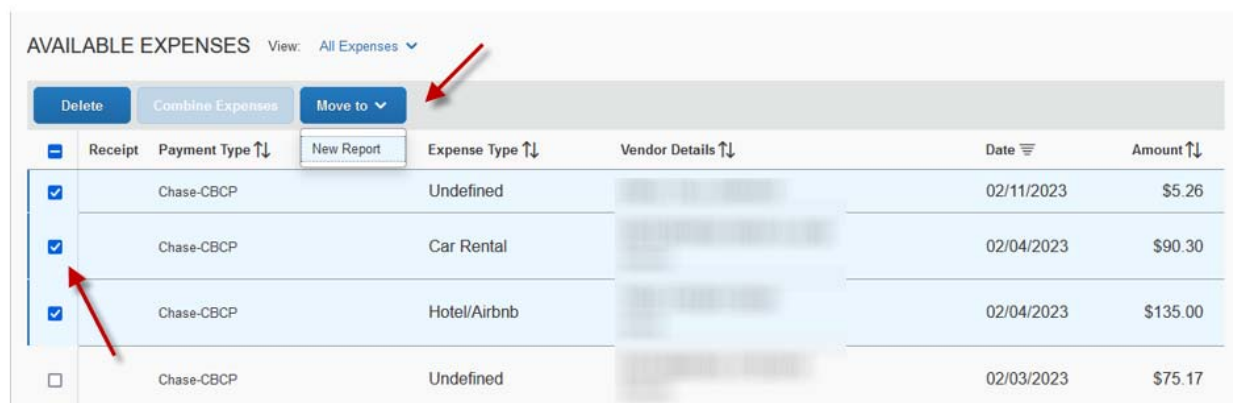 AVAILABLE EXPENSES View: All Expenses
Delete Combine Expenses Move to
New Report
Receipt Payment Type Expense Type Vendor Details Date Amount
Chase-CBCP Undefined 02/11/2023 $5.26
Chase-CBCP Car Rental 02/04/2023 $90.30
Chase-CBCP Hotel/Airbnb 02/04/2023 $135.00
Chase-CBCP Undefined 02/03/2023 $75.17